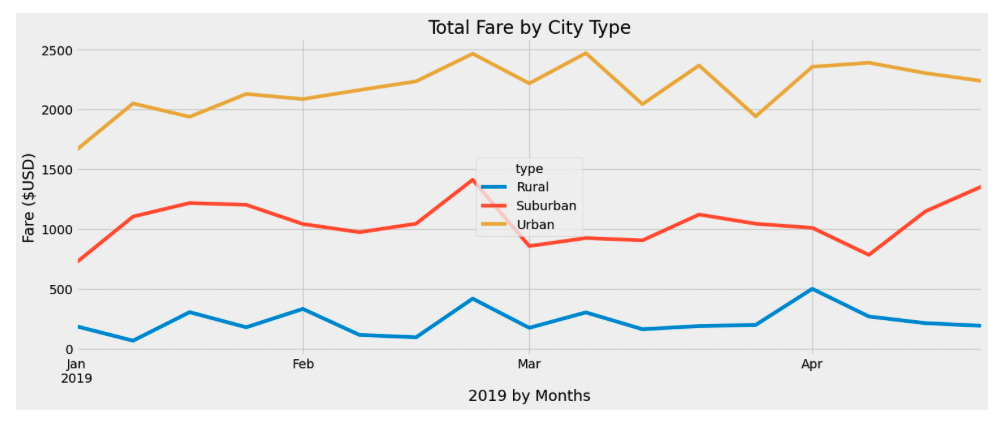 Total Fare by City Type
Fare ($USD)
2500
2000
1500
1000
500
0
type
Rural
Suburban
Urban
Jan Feb Mar Apr
2019
2019 by Months